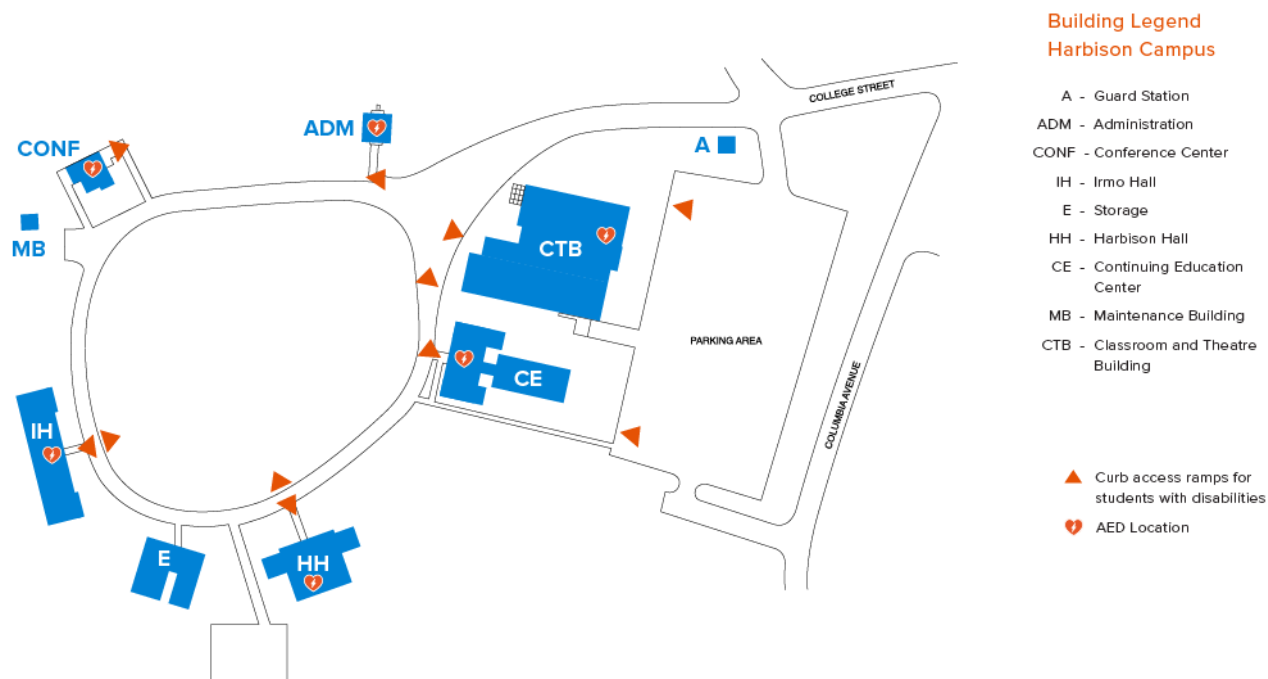 Building Legend
Harbison Campus
A - Guard Station
ADM - Administration
CONF - Conference Center
IH - Irmo Hall
E - Storage
HH - Harbison Hall
CE - Continuing Education
Center
MB - Maintenance Building
CTB - Classroom and Theatre
Building
Curb access ramps for
students with disabilities
AED Location
COLLEGE STREET
ADM
CONF
A
MB
CTB
PARKING AREA
CE
COLUMBIA AVENUE
IH
E
HH